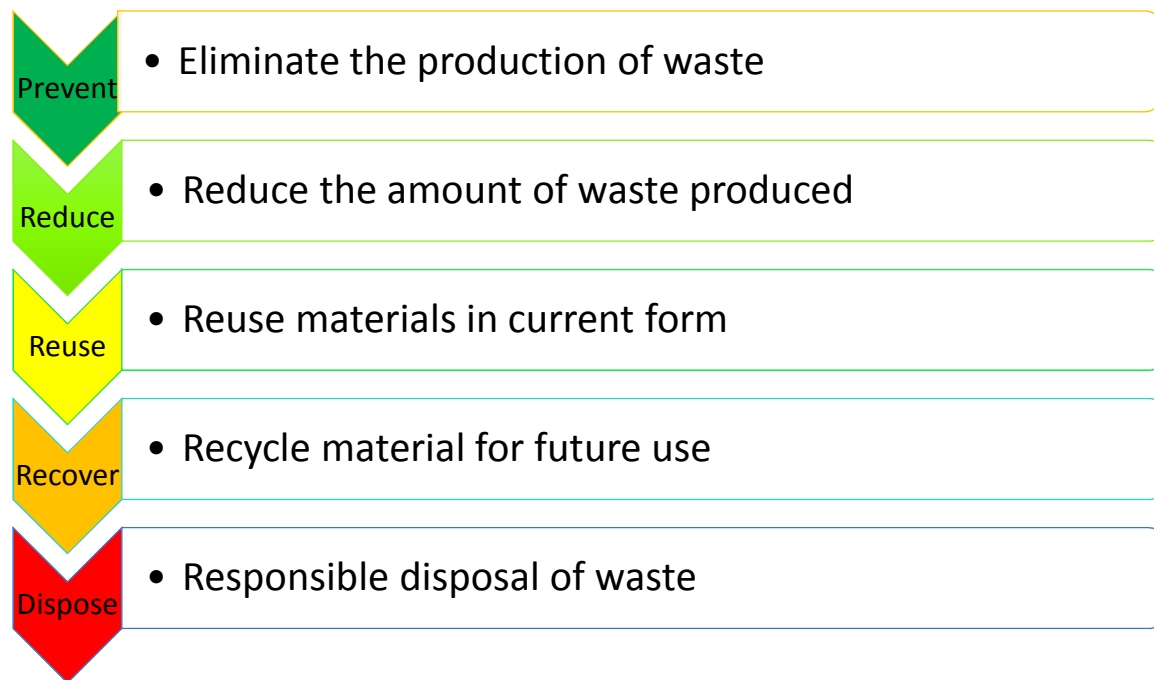 Prevent
• Eliminate the production of waste
Reduce
• Reduce the amount of waste produced
Reuse
• Reuse materials in current form
Recover
• Recycle material for future use
Dispose
• Responsible disposal of waste